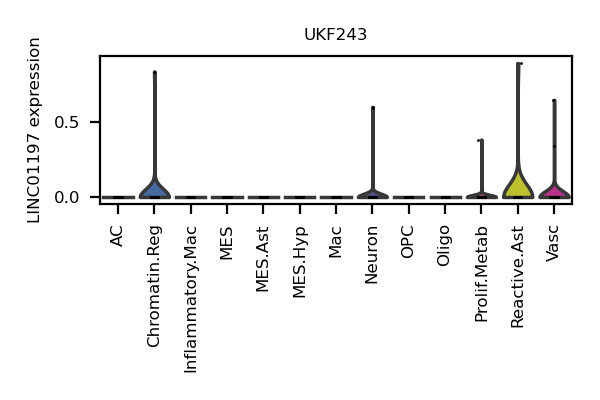 UKF243
LINC01197 expression
0.5
0.0
AC
Chromatin.Reg
Inflammatory.Mac
MES
MES.Ast
MES.Hyp
Mac
Neuron
OPC
Oligo
Prolif.Metab
Reactive.Ast
Vasc